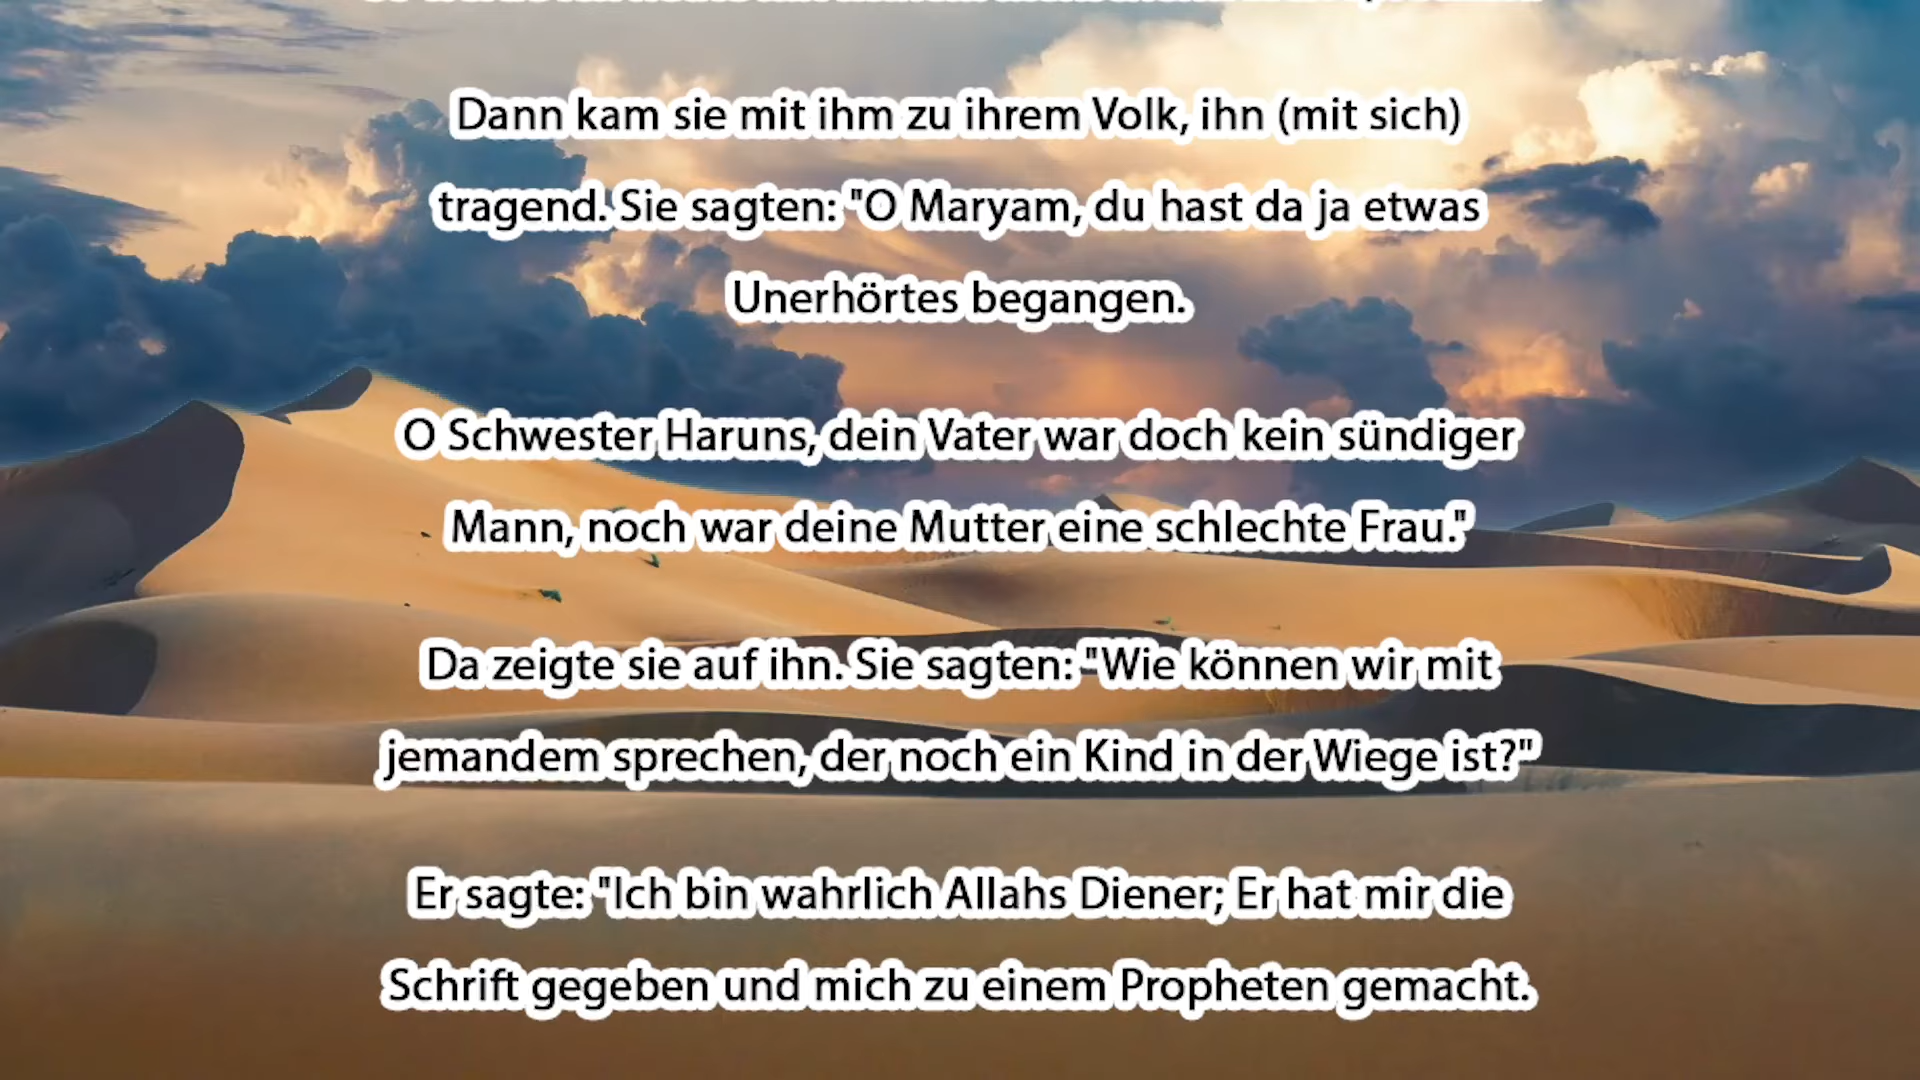 Dann kam sie mit ihm zu ihrem Volk, ihn (mit sich)
tragend. Sie sagten: "O Maryam, du hast da ja etwas
Unerhörtes begangen.
O Schwester Haruns, dein Vater war doch kein sündiger
Mann, noch war deine Mutter eine schlechte Frau."
Da zeigte sie auf ihn. Sie sagten: "Wie können wir mit
jemandem sprechen, der noch ein Kind in der Wiege ist?"
Er sagte: "Ich bin wahrlich Allahs Diener; Er hat mir die
Schrift gegeben und mich zu einem Propheten gemacht.